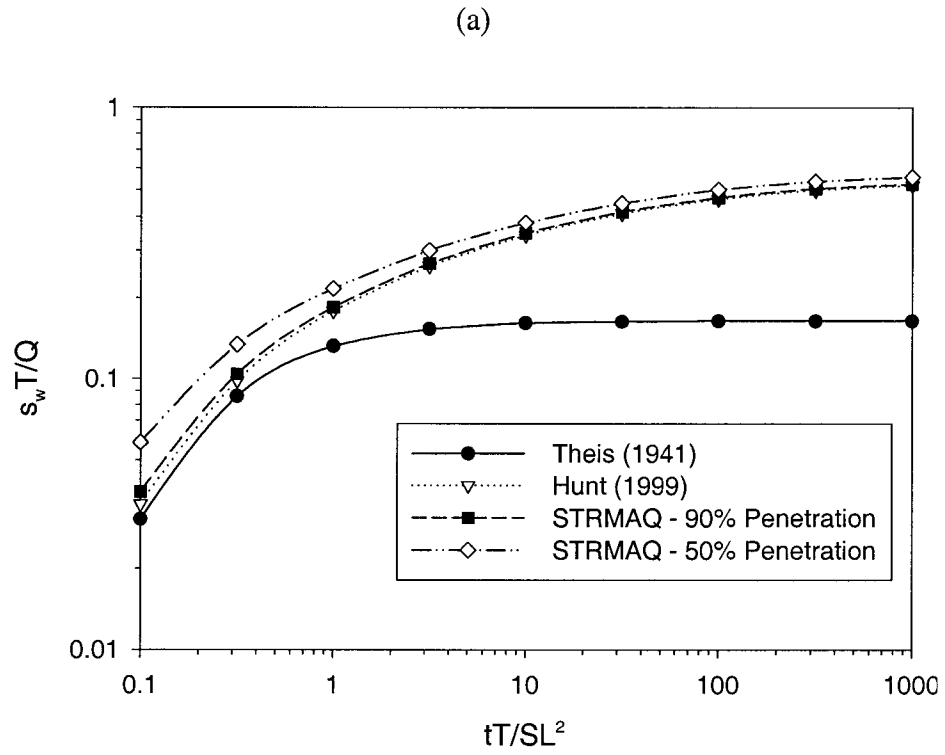 (a)
1
0.1
0.01
s_wT/Q
Theis (1941)
Hunt (1999)
STRMAQ - 90% Penetration
STRMAQ - 50% Penetration
0.1 1 10 100 1000
tT/SL²